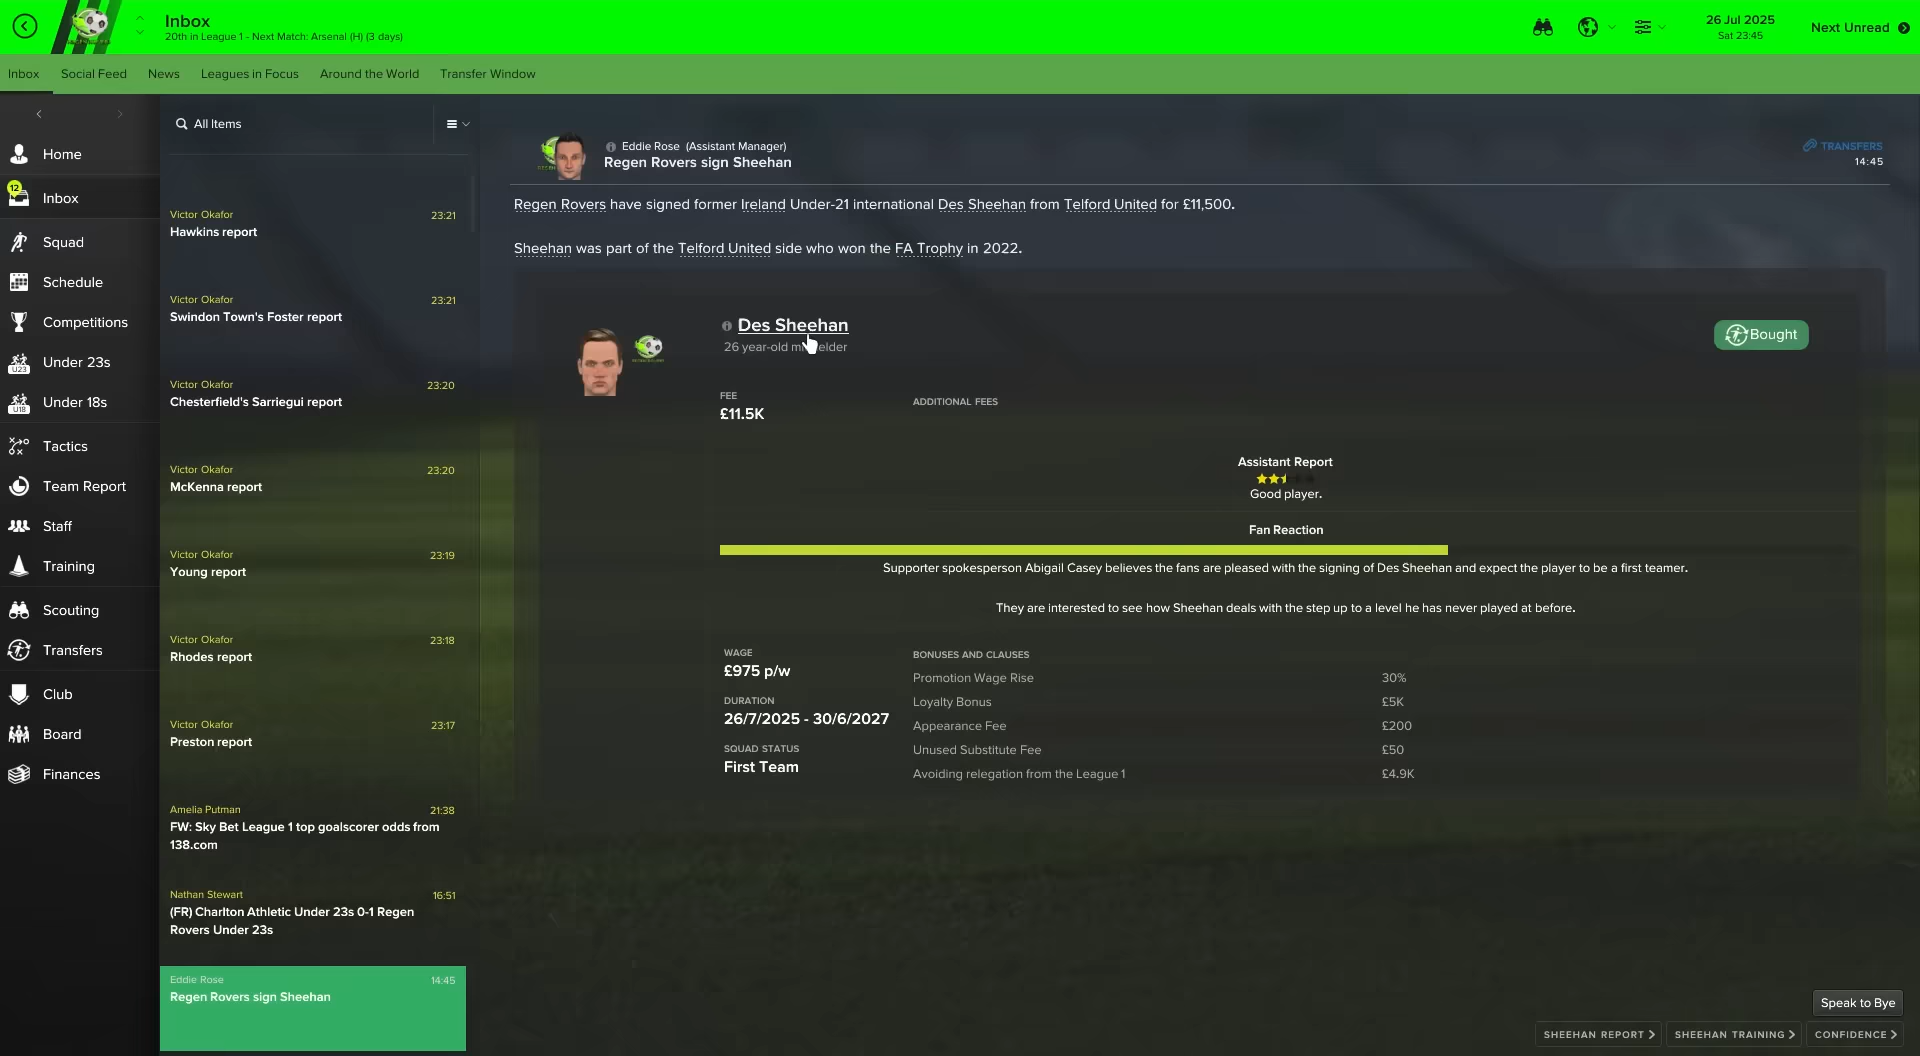 Inbox
20th in League 1 - Next Match: Arsenal (H) (3 days)
26 Jul 2025
Sat 23:45
Next Unread
Inbox
Social Feed
News
Leagues in Focus
Around the World
Transfer Window
Home
12
Inbox
Squad
Schedule
Competitions
U23
Under 23s
U18
Under 18s
Tactics
Team Report
Staff
Training
Scouting
Transfers
Club
Board
Finances
All Items
Victor Okafor 23:21
Hawkins report
Victor Okafor 23:21
Swindon Town's Foster report
Victor Okafor 23:20
Chesterfield's Sarriegui report
Victor Okafor 23:20
McKenna report
Victor Okafor 23:19
Young report
Victor Okafor 23:18
Rhodes report
Victor Okafor 23:17
Preston report
Amelia Putman 21:38
FW: Sky Bet League 1 top goalscorer odds from
138.com
Nathan Stewart 16:51
(FR) Charlton Athletic Under 23s 0-1 Regen
Rovers Under 23s
Eddie Rose 14:45
Regen Rovers sign Sheehan
Eddie Rose (Assistant Manager)
Regen Rovers sign Sheehan
TRANSFERS
14:45
Regen Rovers have signed former Ireland Under-21 international Des Sheehan from Telford United for £11,500.
Sheehan was part of the Telford United side who won the FA Trophy in 2022.
Des Sheehan
26 year-old
Bought
FEE
£11.5K
ADDITIONAL FEES
Assistant Report
Good player.
Fan Reaction
Supporter spokesperson Abigail Casey believes the fans are pleased with the signing of Des Sheehan and expect the player to be a first teamer.
They are interested to see how Sheehan deals with the step up to a level he has never played at before.
WAGE
£975 p/w
DURATION
26/7/2025 - 30/6/2027
SQUAD STATUS
First Team
BONUSES AND CLAUSES
Promotion Wage Rise 30%
Loyalty Bonus £5K
Appearance Fee £200
Unused Substitute Fee £50
Avoiding relegation from the League 1 £4.9K
Speak to Bye
SHEEHAN REPORT
SHEEHAN TRAINING
CONFIDENCE